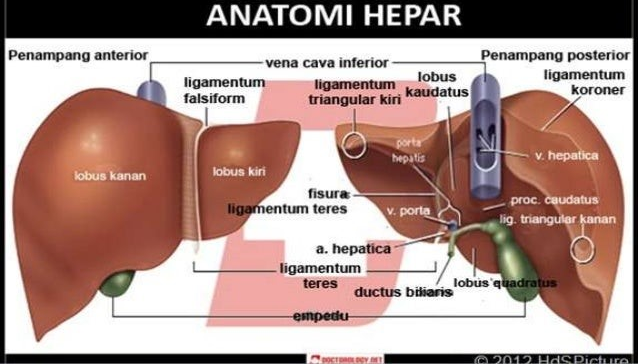 ANATOMI HEPAR
Penampang anterior
Penampang posterior
vena cava inferior
ligamentum
falsiform
ligamentum
triangular kiri
lobus
kaudatus
ligamentum
koroner
lobus kanan
lobus kiri
porta
hepatis
v. hepatica
fisura
ligamentum teres
v. porta
proc. caudatus
lig. triangular kanan
a. hepatica
ligamentum
teres
ductus biliaris
lobus quadratus
empedu
DOCTOROLOGY.NET
© 2012 HdSPicture